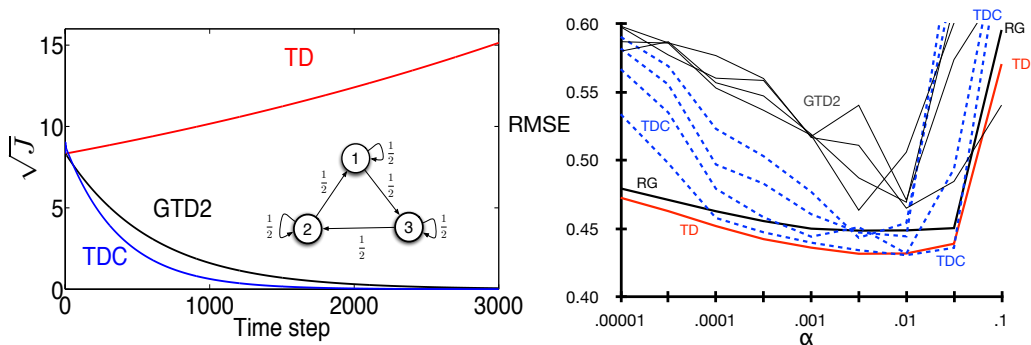 15
10
5
0
√J
TD
GTD2
TDC
1
2
3
1/2
1/2
1/2
1/2
1/2
1/2
0
1000
2000
3000
Time step
0.60
0.55
0.50
0.45
0.40
RMSE
TDC
RG
TD
GTD2
TDC
RG
TD
TDC
.00001
.0001
.001
.01
.1
α